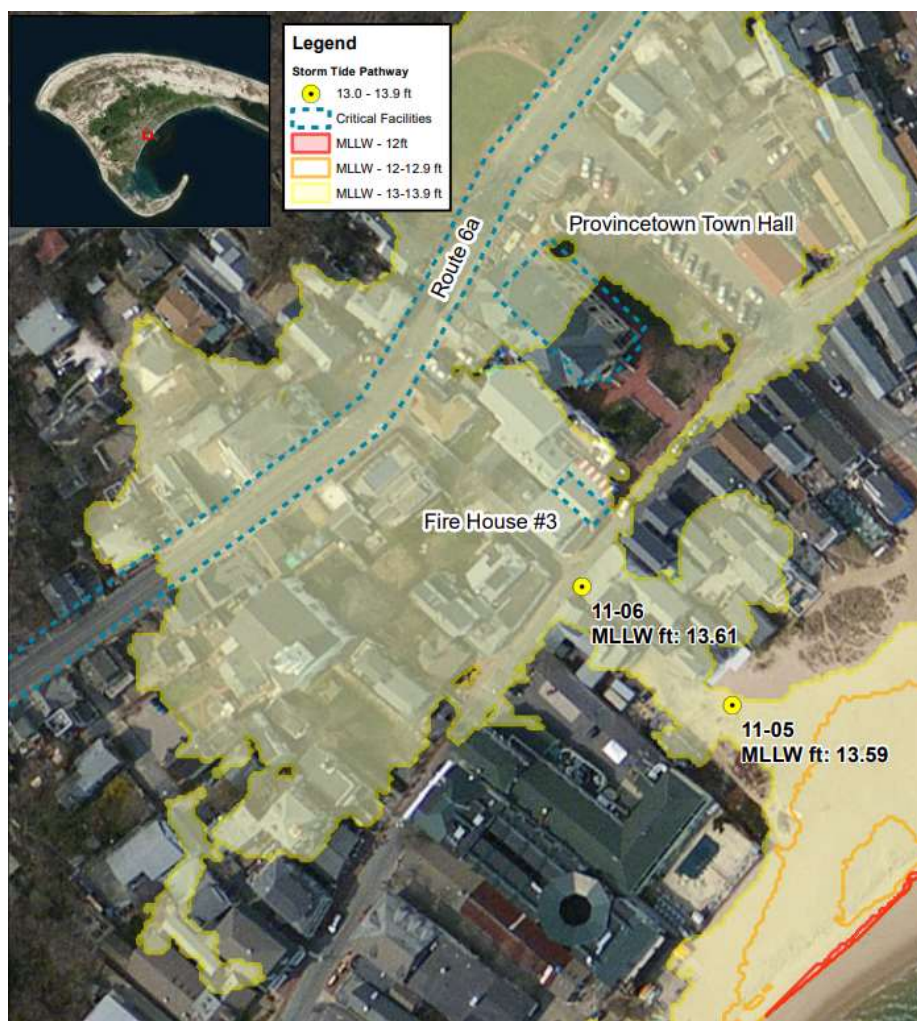 Legend
Storm Tide Pathway
13.0 - 13.9 ft
Critical Facilities
MLLW - 12ft
MLLW - 12-12.9 ft
MLLW - 13-13.9 ft
Provincetown Town Hall
Route 6a
Fire House #3
11-06
MLLW ft: 13.61
11-05
MLLW ft: 13.59